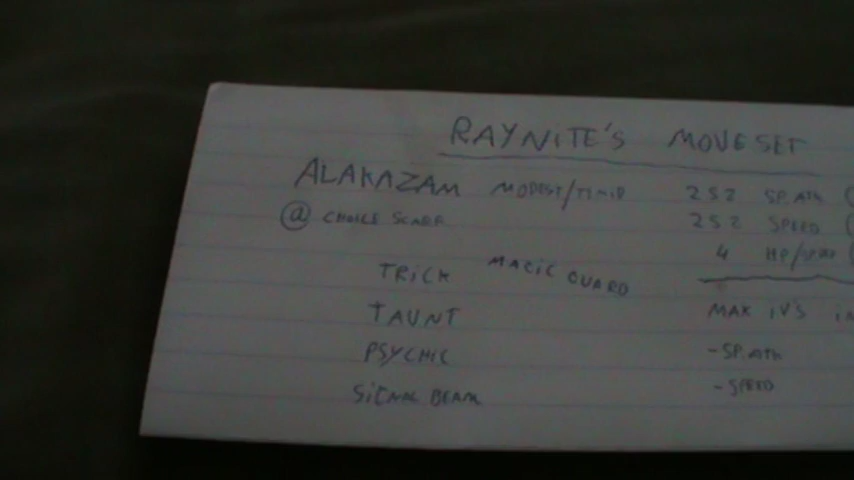 RAYNITE'S MOVESET
ALAKAZAM MODEST/TIMID 252 SP.ATK (
@ CHOICE SCARF 252 SPEED (
4 HP/ (
TRICK MAGIC GUARD
TAUNT MAX IV'S IN
PSYCHIC -SP.ATK
SIGNAL BEAM -SPEED